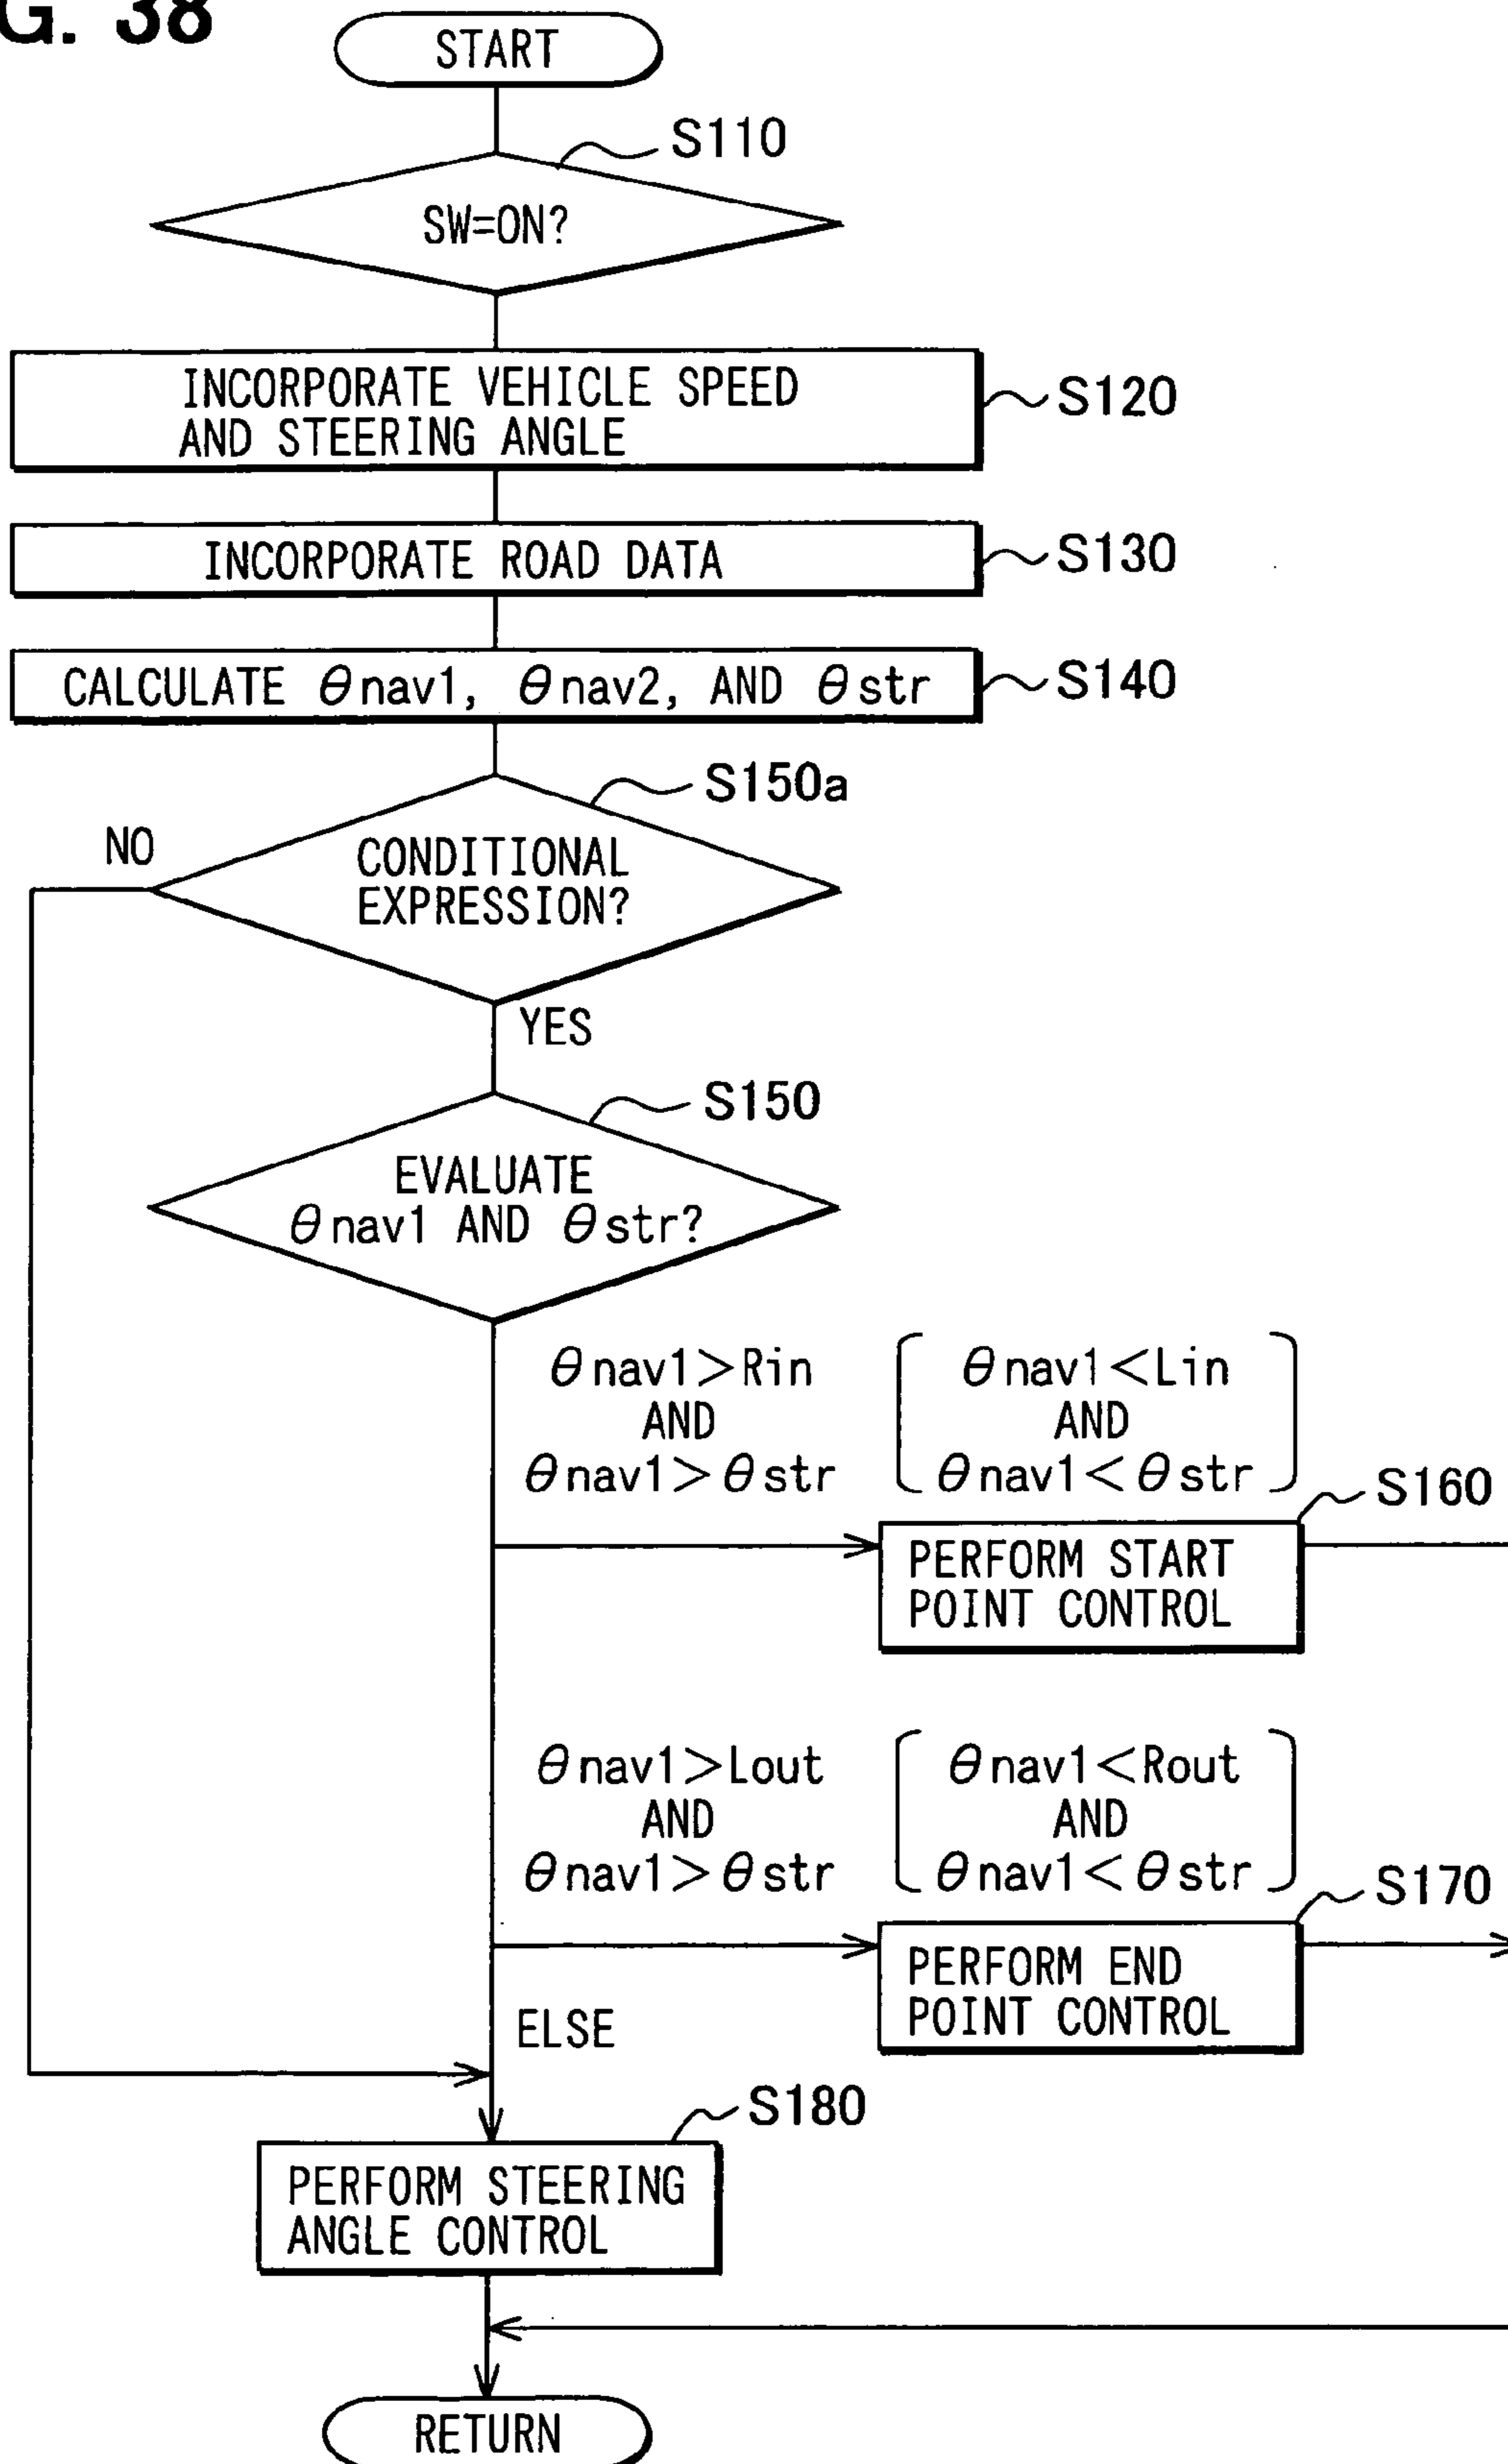 G. 38
START
S110
SW=ON?
INCORPORATE VEHICLE SPEED
AND STEERING ANGLE
S120
INCORPORATE ROAD DATA
S130
CALCULATE θnav1, θnav2, AND θstr
S140
S150a
NO
CONDITIONAL
EXPRESSION?
YES
S150
EVALUATE
θnav1 AND θstr?
θnav1>Rin
AND
θnav1>θstr
θnav1<Lin
AND
θnav1<θstr
S160
PERFORM START
POINT CONTROL
θnav1>Lout
AND
θnav1>θstr
θnav1<Rout
AND
θnav1<θstr
S170
PERFORM END
POINT CONTROL
ELSE
S180
PERFORM STEERING
ANGLE CONTROL
RETURN